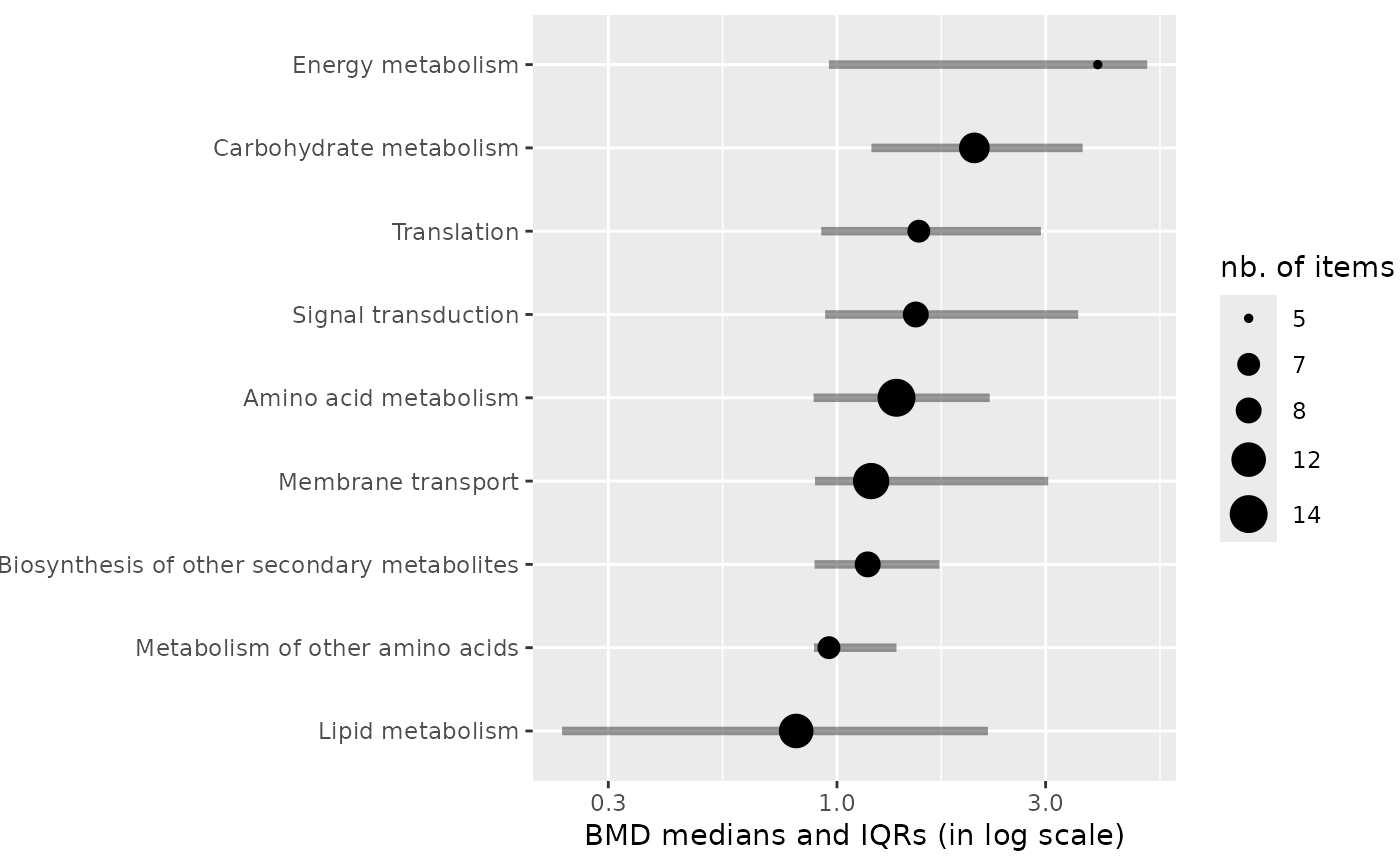 Energy metabolism
Carbohydrate metabolism
Translation
Signal transduction
Amino acid metabolism
Membrane transport
Biosynthesis of other secondary metabolites
Metabolism of other amino acids
Lipid metabolism
0.3 1.0 3.0
BMD medians and IQRs (in log scale)
nb. of items
5
7
8
12
14